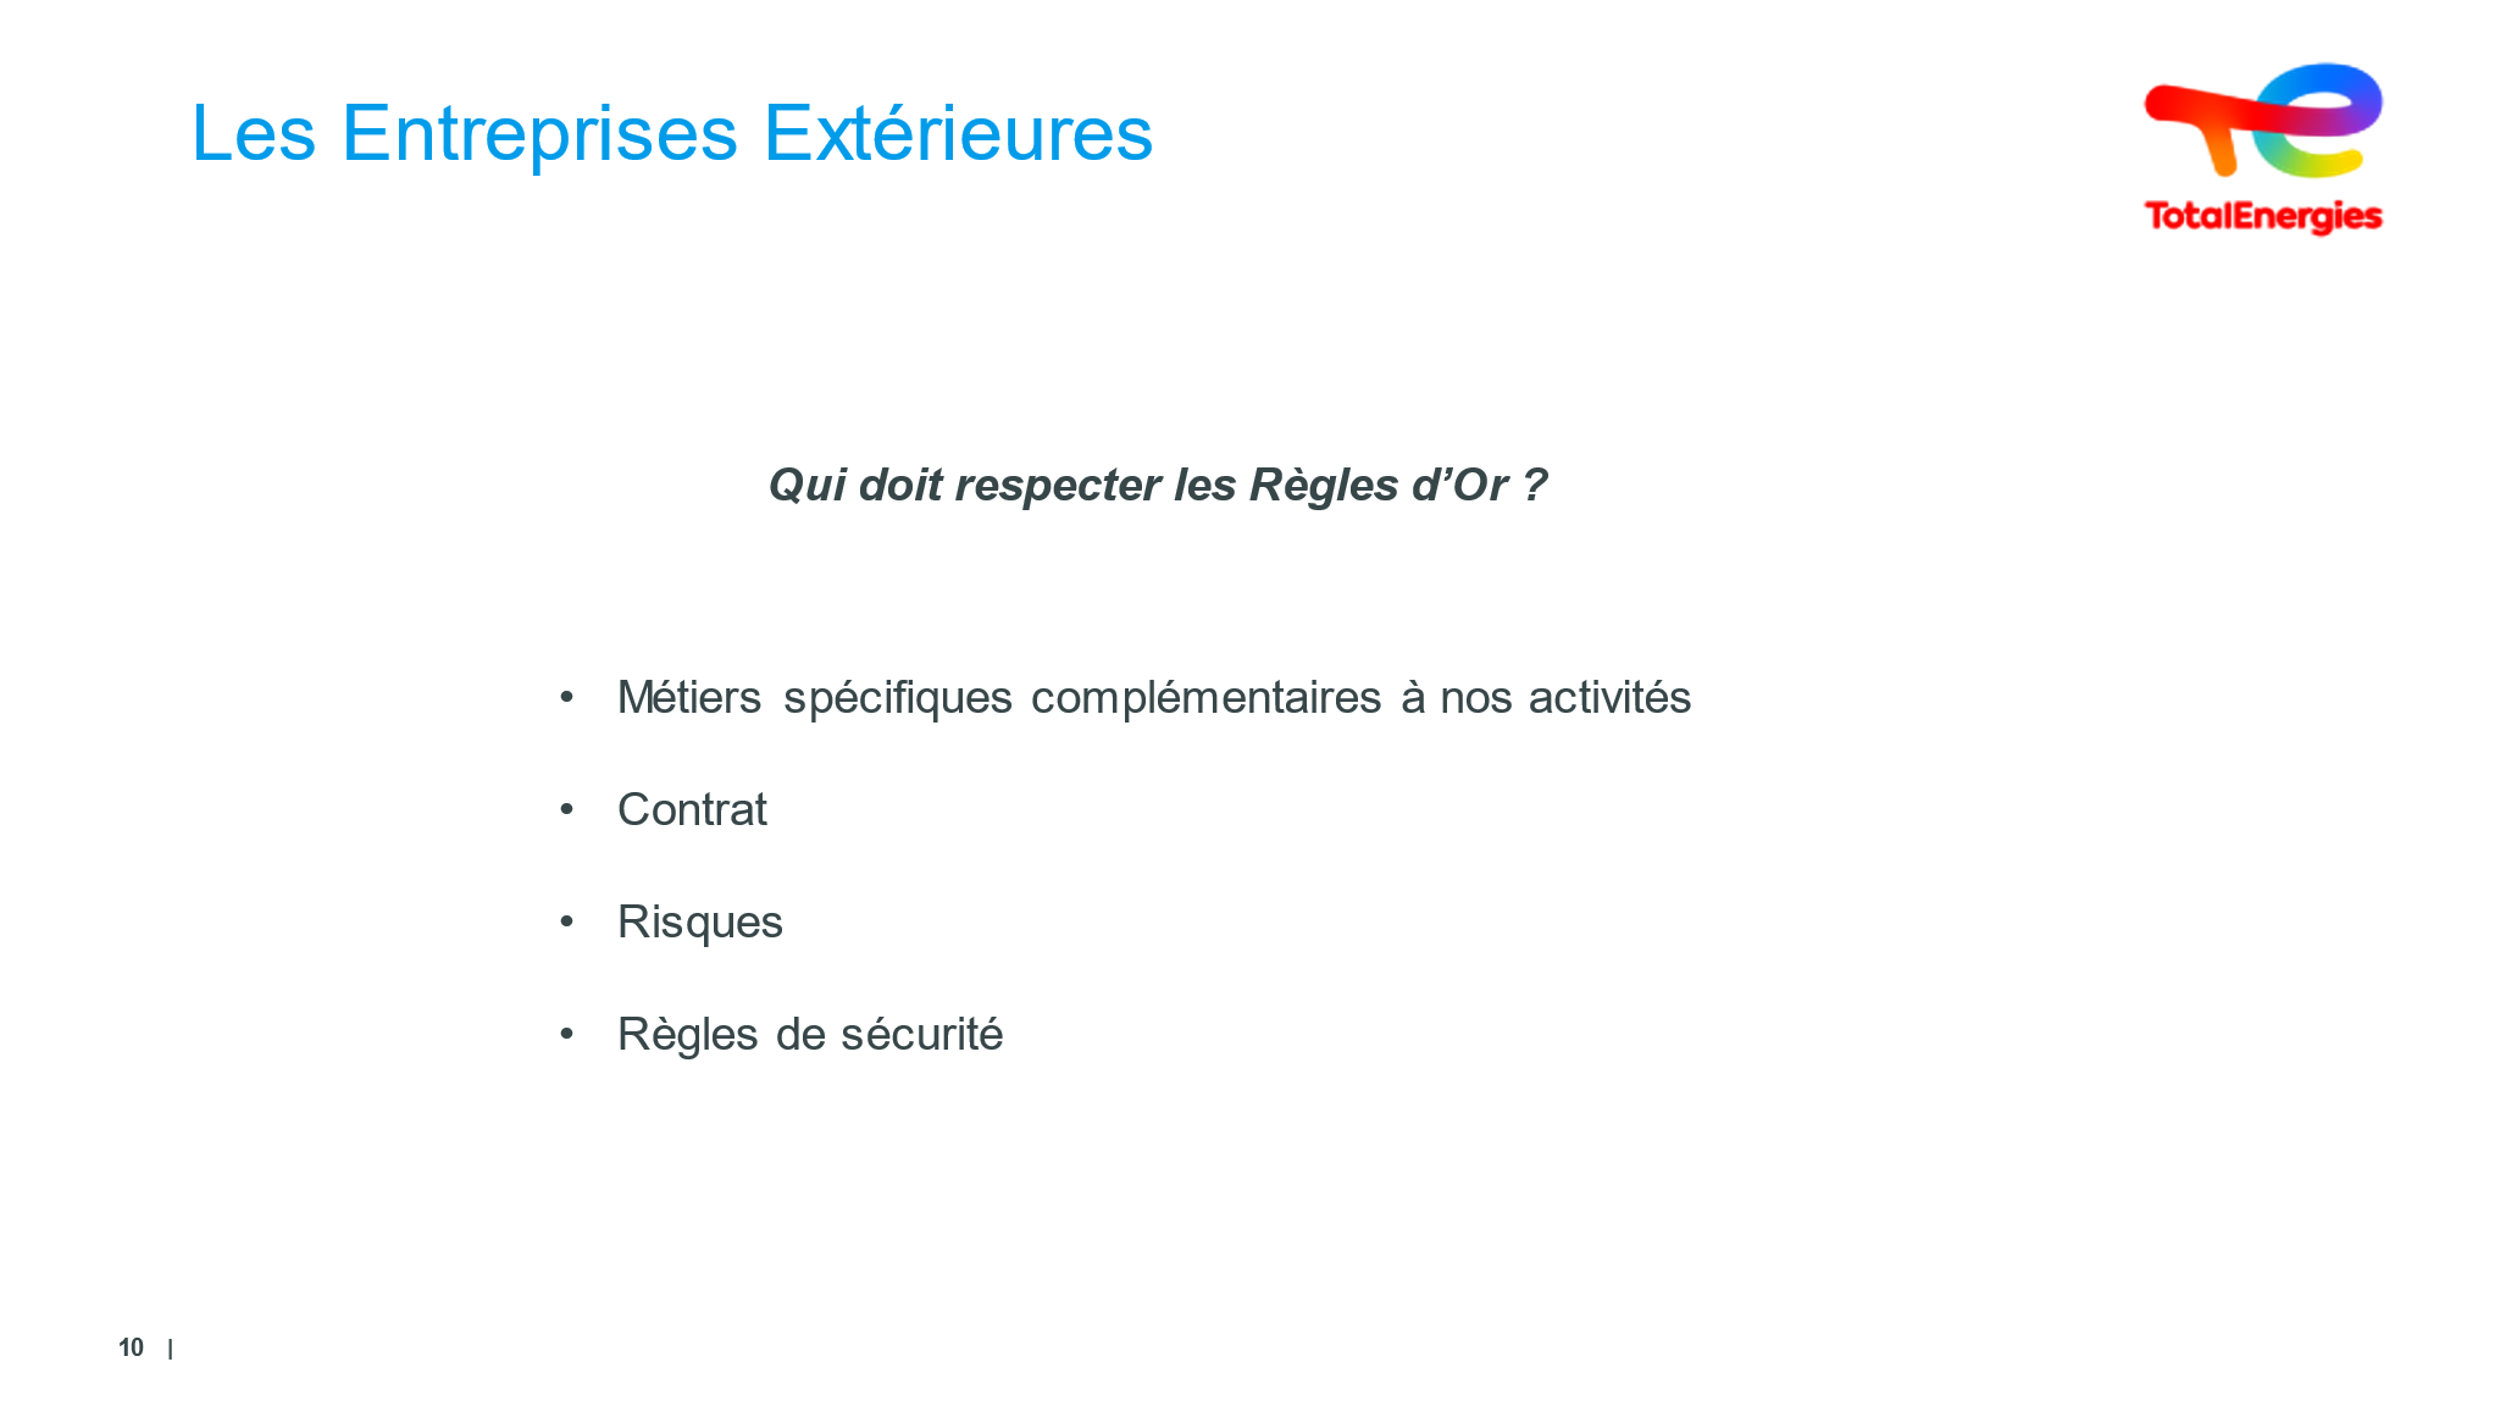 Les Entreprises Extérieures
TotalEnergies
Qui doit respecter les Règles d’Or ?
• Métiers spécifiques complémentaires à nos activités
• Contrat
• Risques
• Règles de sécurité
10 |